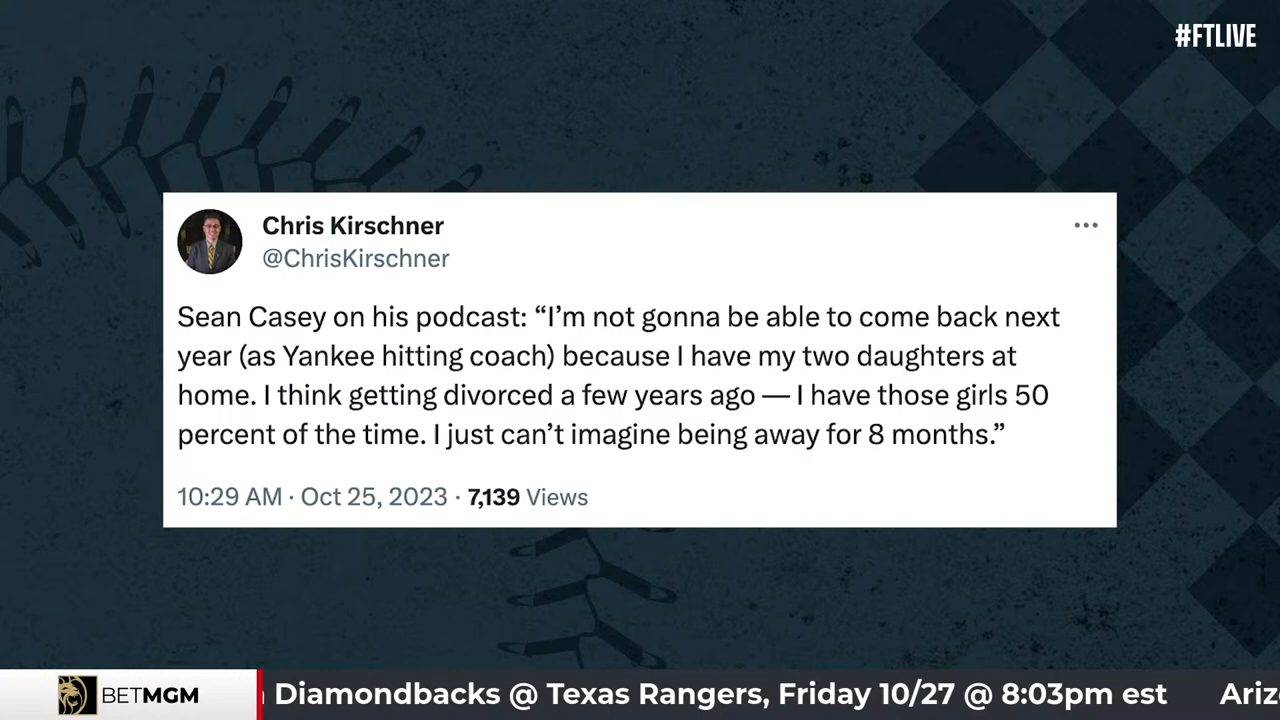 #FTLIVE
Chris Kirschner
@ChrisKirschner
Sean Casey on his podcast: “I’m not gonna be able to come back next
year (as Yankee hitting coach) because I have my two daughters at
home. I think getting divorced a few years ago — I have those girls 50
percent of the time. I just can’t imagine being away for 8 months.”
10:29 AM · Oct 25, 2023 · 7,139 Views
BETMGM
Diamondbacks @ Texas Rangers, Friday 10/27 @ 8:03pm est Ariz